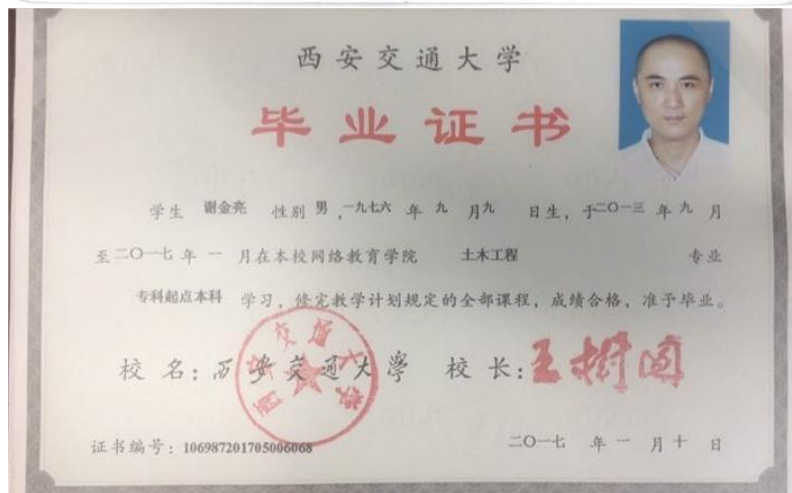 西安交通大学
毕业证书
学生 谢金亮 性别 男 ,一九七六 年 九 月九 日生, 于二〇一三 年 九 月
至二〇一七 年 一 月在本校网络教育学院 土木工程 专业
专科起点本科 学习, 修完教学计划规定的全部课程, 成绩合格, 准予毕业。
西安交通大学
校 名: 西安交通大學 校 长: 王树国
证书编号: 106987201705006068 二〇一七 年 一 月 十 日